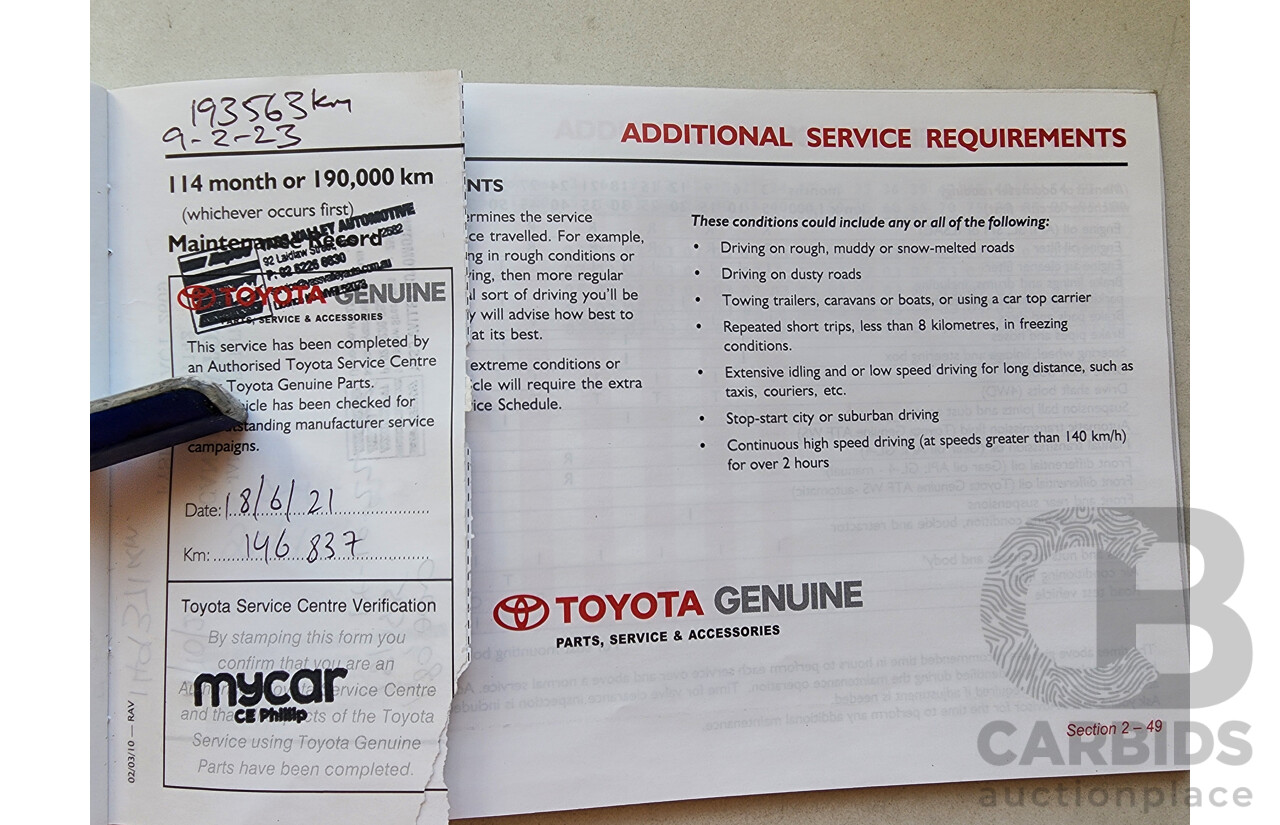 193563km
9-2-23
114 month or 190,000 km
(whichever occurs first)
Maintenance Record
YASS VALLEY AUTOMOTIVE
92 Laidlaw Street
P: 02 6226
TOYOTA GENUINE
PARTS, SERVICE & ACCESSORIES
This service has been completed by
an Authorised Toyota Service Centre
Toyota Genuine Parts.
has been checked for
manufacturer service
campaigns.
Date: 18/6/21
Km: 146 837
Toyota Service Centre Verification
By stamping this form you
confirm that you are an
Service Centre
of the Toyota
mycar
CE Phillip
Service using Toyota Genuine
Parts have been completed.
02/03/10 — RAV
ADDITIONAL SERVICE REQUIREMENTS
NTS
rmines the service
ce travelled. For example,
ng in rough conditions or
ing, then more regular
l sort of driving you'll be
y will advise how best to
at its best.
extreme conditions or
cle will require the extra
ice Schedule.
These conditions could include any or all of the following:
• Driving on rough, muddy or snow-melted roads
• Driving on dusty roads
• Towing trailers, caravans or boats, or using a car top carrier
• Repeated short trips, less than 8 kilometres, in freezing
conditions.
• Extensive idling and or low speed driving for long distance, such as
taxis, couriers, etc.
• Stop-start city or suburban driving
• Continuous high speed driving (at speeds greater than 140 km/h)
for over 2 hours
TOYOTA GENUINE
PARTS, SERVICE & ACCESSORIES
Section 2 – 49
CB
CARBIDS
auctionplace